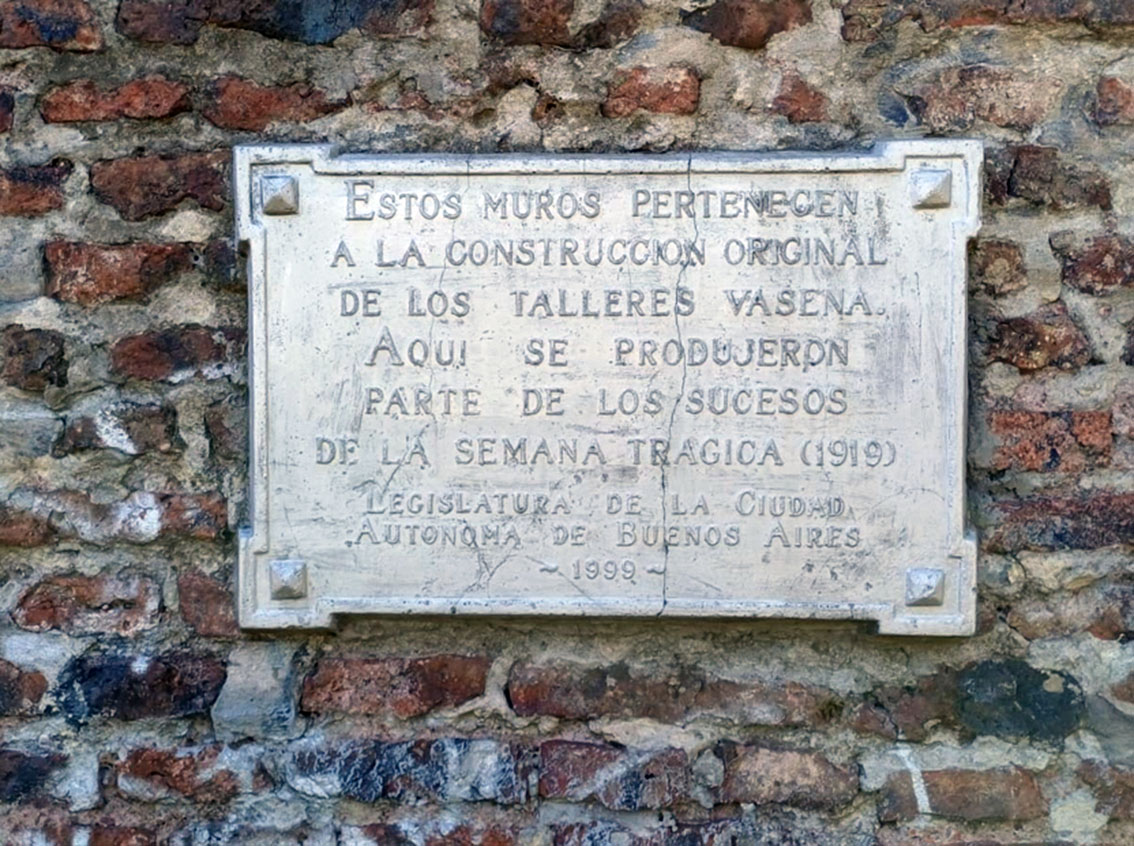 ESTOS MUROS PERTENECEN
A LA CONSTRUCCION ORIGINAL
DE LOS TALLERES VASENA.
AQUI SE PRODUJERON
PARTE DE LOS SUCESOS
DE LA SEMANA TRAGICA (1919)
LEGISLATURA DE LA CIUDAD
AUTONOMA DE BUENOS AIRES
- 1999 -